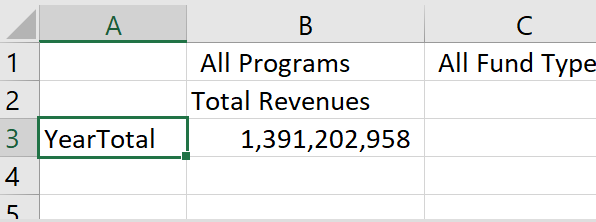 A B C
1 All Programs All Fund Type
2 Total Revenues
3 YearTotal 1,391,202,958
4
5